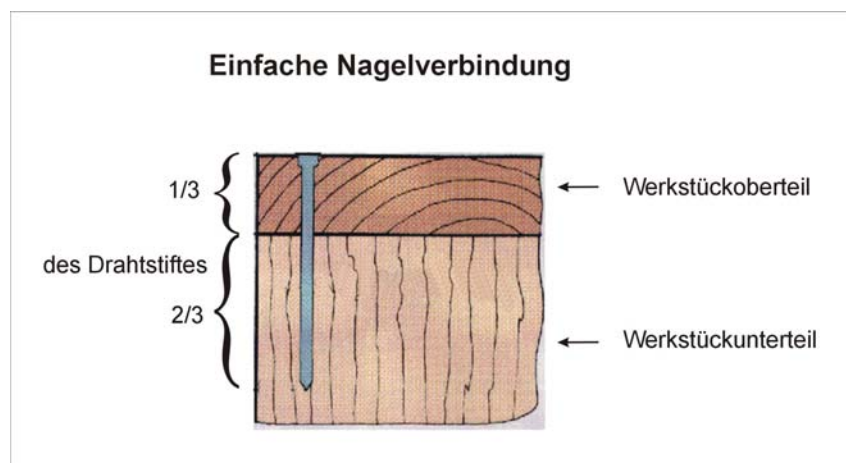 Einfache Nagelverbindung
1/3
Werkstückoberteil
des Drahtstiftes
2/3
Werkstückunterteil